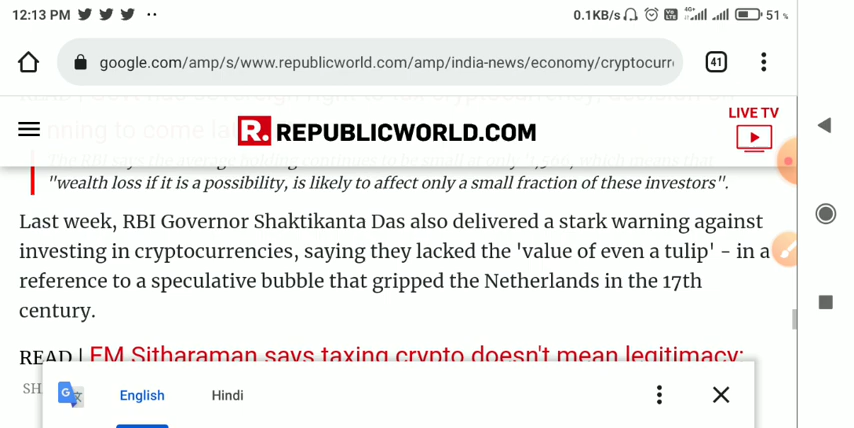 12:13 PM
0.1KB/s
4G+
51%
google.com/amp/s/www.republicworld.com/amp/india-news/economy/cryptocurr
41
R. REPUBLICWORLD.COM
LIVE TV
"wealth loss if it is a possibility, is likely to affect only a small fraction of these investors".
Last week, RBI Governor Shaktikanta Das also delivered a stark warning against
investing in cryptocurrencies, saying they lacked the 'value of even a tulip' - in a
reference to a speculative bubble that gripped the Netherlands in the 17th
century.
READ | FM Sitharaman says taxing crypto doesn't mean legitimacy;
SH
English
Hindi